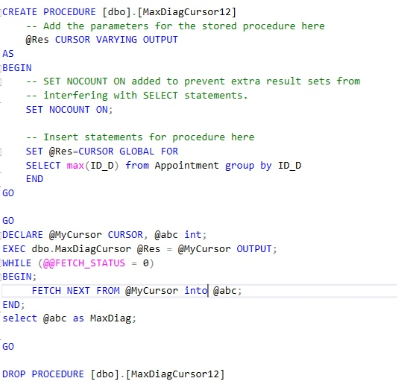 CREATE PROCEDURE [dbo].[MaxDiagCursor12]
-- Add the parameters for the stored procedure here
@Res CURSOR VARYING OUTPUT
AS
BEGIN
-- SET NOCOUNT ON added to prevent extra result sets from
-- interfering with SELECT statements.
SET NOCOUNT ON;
-- Insert statements for procedure here
SET @Res=CURSOR GLOBAL FOR
SELECT max(ID_D) from Appointment group by ID_D
END
GO
GO
DECLARE @MyCursor CURSOR, @abc int;
EXEC dbo.MaxDiagCursor @Res = @MyCursor OUTPUT;
WHILE (@@FETCH_STATUS = 0)
BEGIN;
FETCH NEXT FROM @MyCursor into @abc;
END;
select @abc as MaxDiag;
GO
DROP PROCEDURE [dbo].[MaxDiagCursor12]